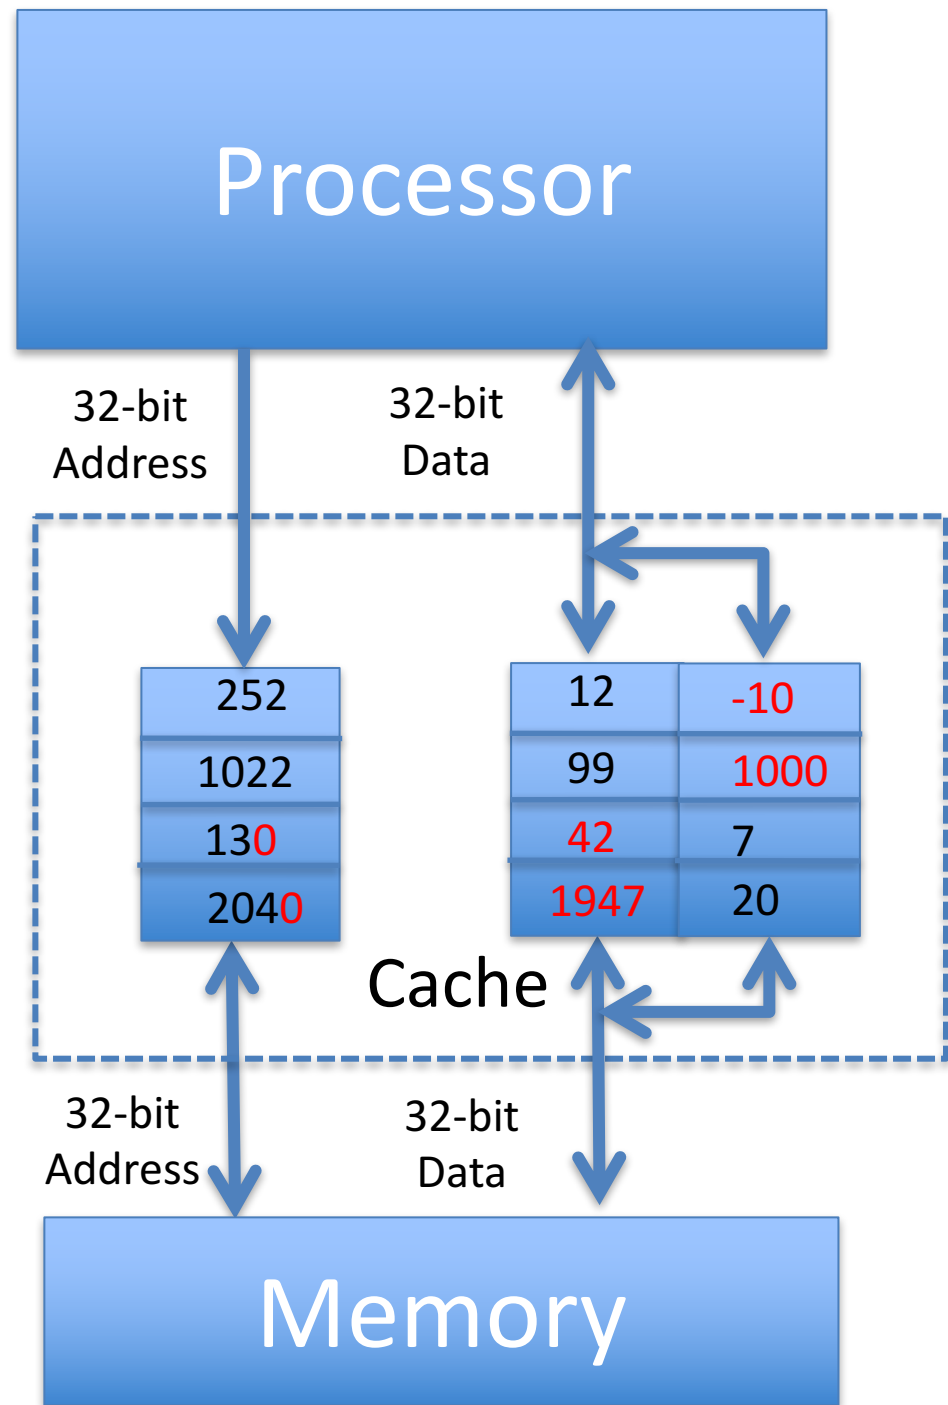 Processor
32-bit
Address
32-bit
Data
252
12
-10
1022
99
1000
130
42
7
2040
1947
20
Cache
32-bit
Address
32-bit
Data
Memory